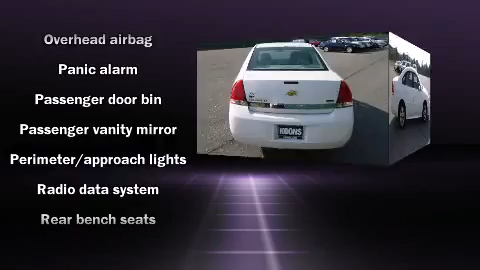 Overhead airbag
Panic alarm
Passenger door bin
Passenger vanity mirror
Perimeter/approach lights
Radio data system
Rear bench seats
KOONS